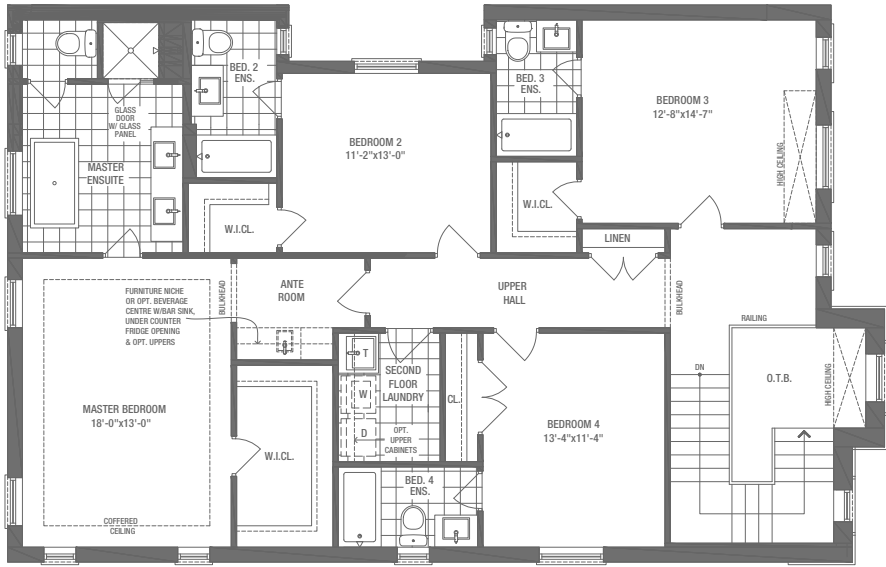 BED. 2
ENS.
BED. 3
ENS.
BEDROOM 3
12'-8"x14'-7"
GLASS
DOOR
W/ GLASS
PANEL
BEDROOM 2
11'-2"x13'-0"
MASTER
ENSUITE
HIGH CEILING
W.I.CL.
W.I.CL.
LINEN
FURNITURE NICHE
OR OPT. BEVERAGE
CENTRE W/BAR SINK,
UNDER COUNTER
FRIDGE OPENING
& OPT. UPPERS
BULKHEAD
ANTE
ROOM
UPPER
HALL
BULKHEAD
RAILING
T
SECOND
FLOOR
LAUNDRY
W
D
OPT.
UPPER
CABINETS
CL.
DN
O.T.B.
HIGH CEILING
MASTER BEDROOM
18'-0"x13'-0"
BEDROOM 4
13'-4"x11'-4"
W.I.CL.
BED. 4
ENS.
COFFERED
CEILING